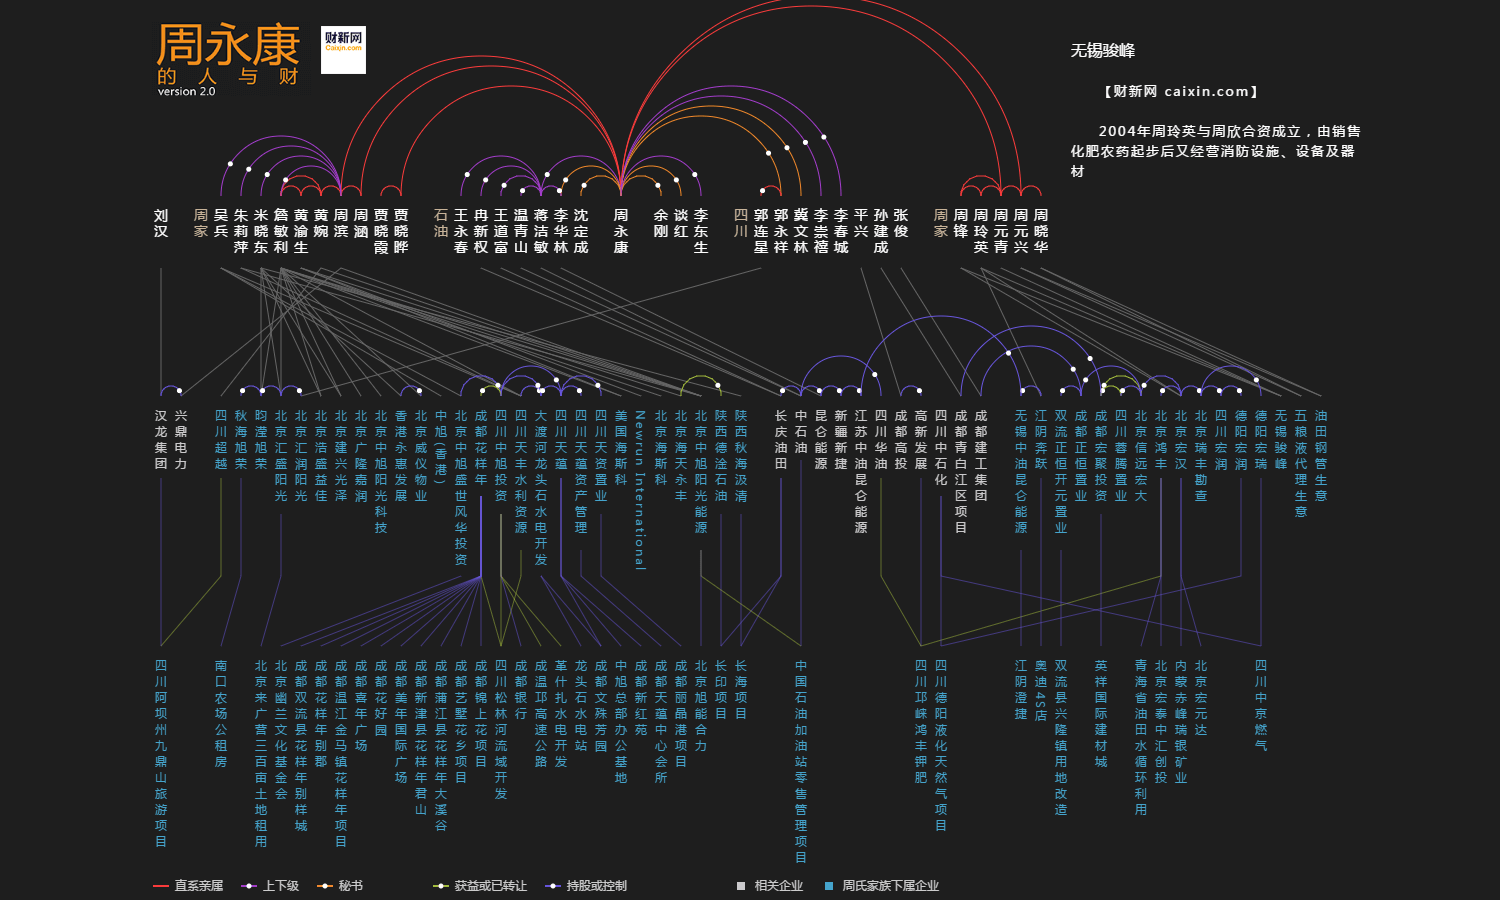 周永康
的人与财
version 2.0
财新网
Caixin.com
无锡骏峰
【财新网 caixin.com】
2004年周玲英与周欣合资成立，由销售
化肥农药起步后又经营消防设施、设备及器
材
刘汉
周家
吴兵
朱莉萍
米晓东
詹敏利
黄渝生
黄婉
周滨
周涵
贾晓霞
贾晓晔
石油
王永春
冉新权
王道富
温青山
蒋洁敏
李华林
沈定成
周永康
余刚
谈红
李东生
四川
郭连星
郭永祥
冀文林
李崇禧
李春城
平兴
孙建成
张俊
周家
周锋
周玲英
周元青
周元兴
周晓华
汉龙集团
兴鼎电力
四川超越
秋海旭荣
昀滢旭荣
北京汇盛阳光
北京汇润阳光
北京浩盛益佳
北京建兴光泽
北京广隆嘉润
北京中旭阳光科技
香港永惠发展
北京威仪物业
中旭(香港)
北京中旭盛世风华投资
成都花样年
四川中旭投资
四川天丰水利资源
大渡河龙头石水电开发
四川天蕴
四川天蕴资产管理
四川天资置业
美国海斯科
Newrun International
北京海斯科
北京海天永丰
北京中旭阳光能源
陕西德淦石油
陕西秋海汲清
长庆油田
中石油
昆仑能源
新疆新捷
江苏中油昆仑能源
四川华油
成都高投
高新发展
四川中石化
成都青白江区项目
成都建工集团
无锡中油昆仑能源
江阴奔跃
双流正恒开元置业
成都正恒置业
成都宏聚投资
四川蓉腾置业
北京信远宏大
北京鸿丰
北京宏汉
北京瑞丰勘查
四川宏润
德阳宏润
德阳宏瑞
无锡骏峰
五粮液代理生意
油田钢管生意
四川阿坝州九鼎山旅游项目
南口农场公租房
北京来广营三百亩土地租用
北京幽兰文化基金会
成都双流县花样年别样城
成都花样年别郡
成都温江金马镇花样年项目
成都喜年广场
成都花好园
成都美年国际广场
成都新津县花样年君山
成都蒲江县花样年大溪谷
成都艺墅花乡项目
成都锦上花项目
四川松林河流域开发
成都银行
成温邛高速公路
革什扎水电开发
龙头石水电站
成都文殊芳园
中旭总部办公基地
成都新红苑
成都天蕴中心会所
成都丽晶港项目
北京旭能合力
长印项目
长海项目
中国石油加油站零售管理项目
四川邛崃鸿丰钾肥
四川德阳液化天然气项目
江阴澄捷
奥迪4S店
双流县兴隆镇用地改造
英祥国际建材城
青海省油田水循环利用
北京宏泰中汇创投
内蒙赤峰瑞银矿业
北京宏元达
四川中京燃气
直系亲属
上下级
秘书
获益或已转让
持股或控制
相关企业
周氏家族下属企业